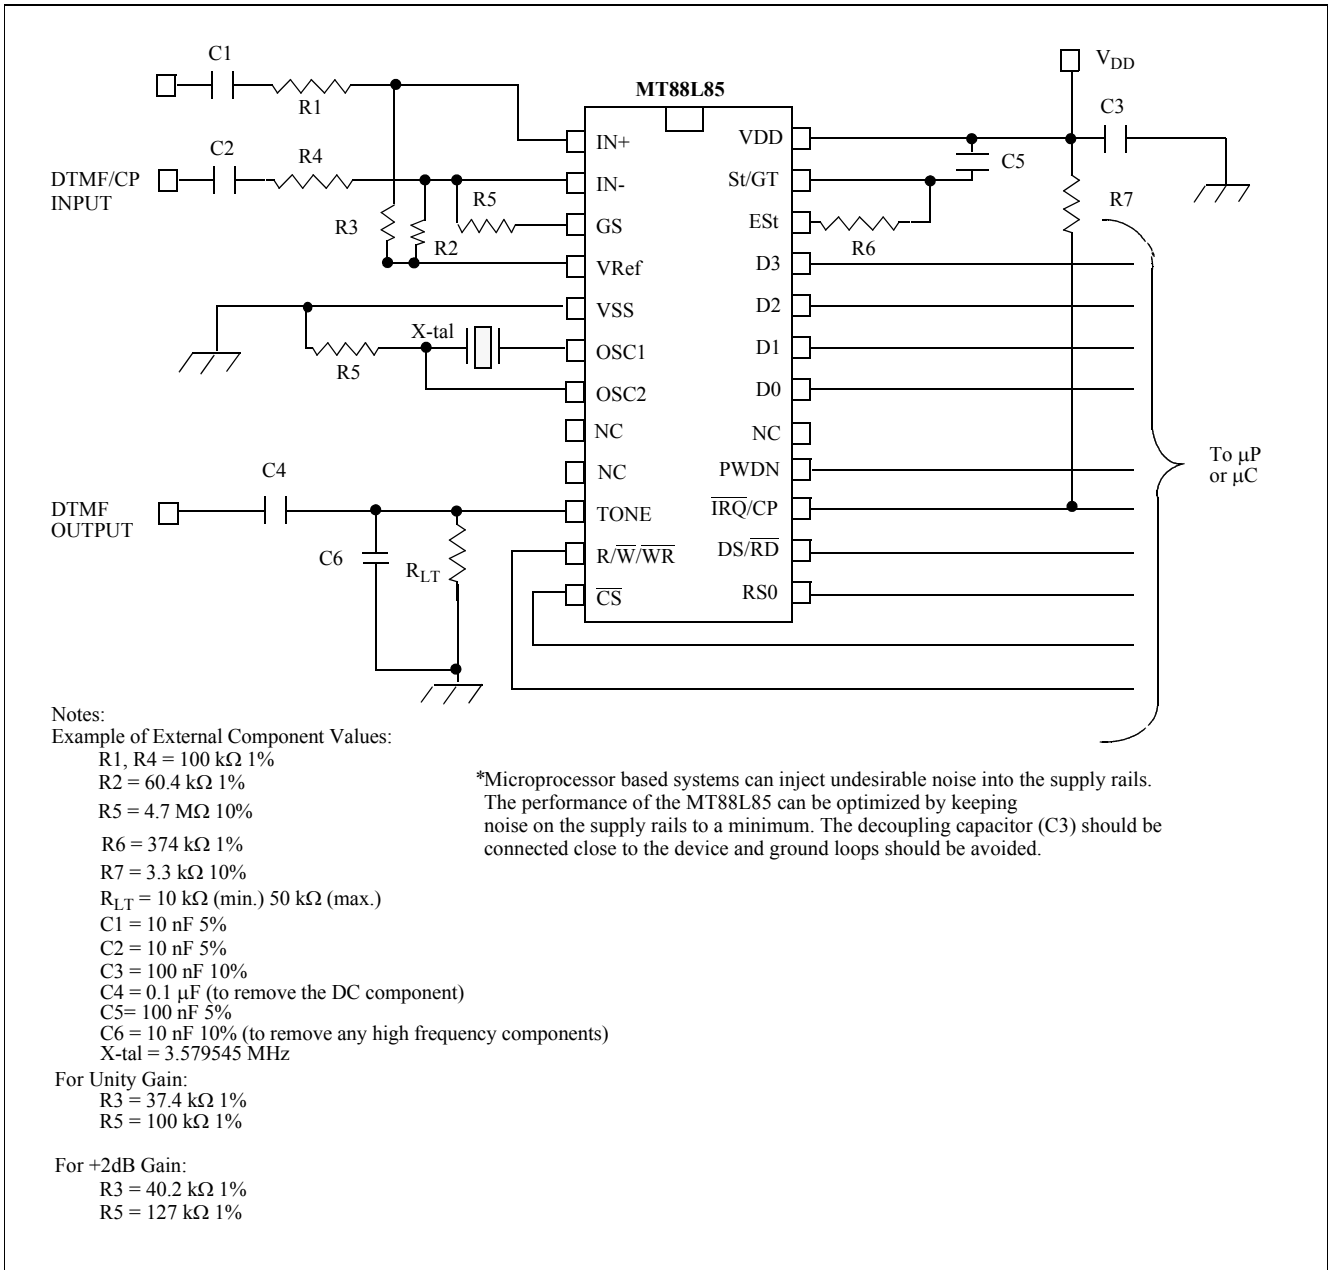 C1
R1
MT88L85
V_DD
C3
C2
R4
DTMF/CP
INPUT
R5
R3
R2
IN+
IN-
GS
VRef
VSS
OSC1
OSC2
NC
NC
TONE
R/W̅/W̅R̅
C̅S̅
VDD
St/GT
ESt
D3
D2
D1
D0
NC
PWDN
I̅R̅Q̅/CP
DS/R̅D̅
RS0
C5
R6
R7
X-tal
R5
To μP
or μC
C4
DTMF
OUTPUT
C6
R_LT
Notes:
Example of External Component Values:
R1, R4 = 100 kΩ 1%
R2 = 60.4 kΩ 1%
R5 = 4.7 MΩ 10%
R6 = 374 kΩ 1%
R7 = 3.3 kΩ 10%
R_LT = 10 kΩ (min.) 50 kΩ (max.)
C1 = 10 nF 5%
C2 = 10 nF 5%
C3 = 100 nF 10%
C4 = 0.1 μF (to remove the DC component)
C5= 100 nF 5%
C6 = 10 nF 10% (to remove any high frequency components)
X-tal = 3.579545 MHz
For Unity Gain:
R3 = 37.4 kΩ 1%
R5 = 100 kΩ 1%
For +2dB Gain:
R3 = 40.2 kΩ 1%
R5 = 127 kΩ 1%
*Microprocessor based systems can inject undesirable noise into the supply rails.
The performance of the MT88L85 can be optimized by keeping
noise on the supply rails to a minimum. The decoupling capacitor (C3) should be
connected close to the device and ground loops should be avoided.